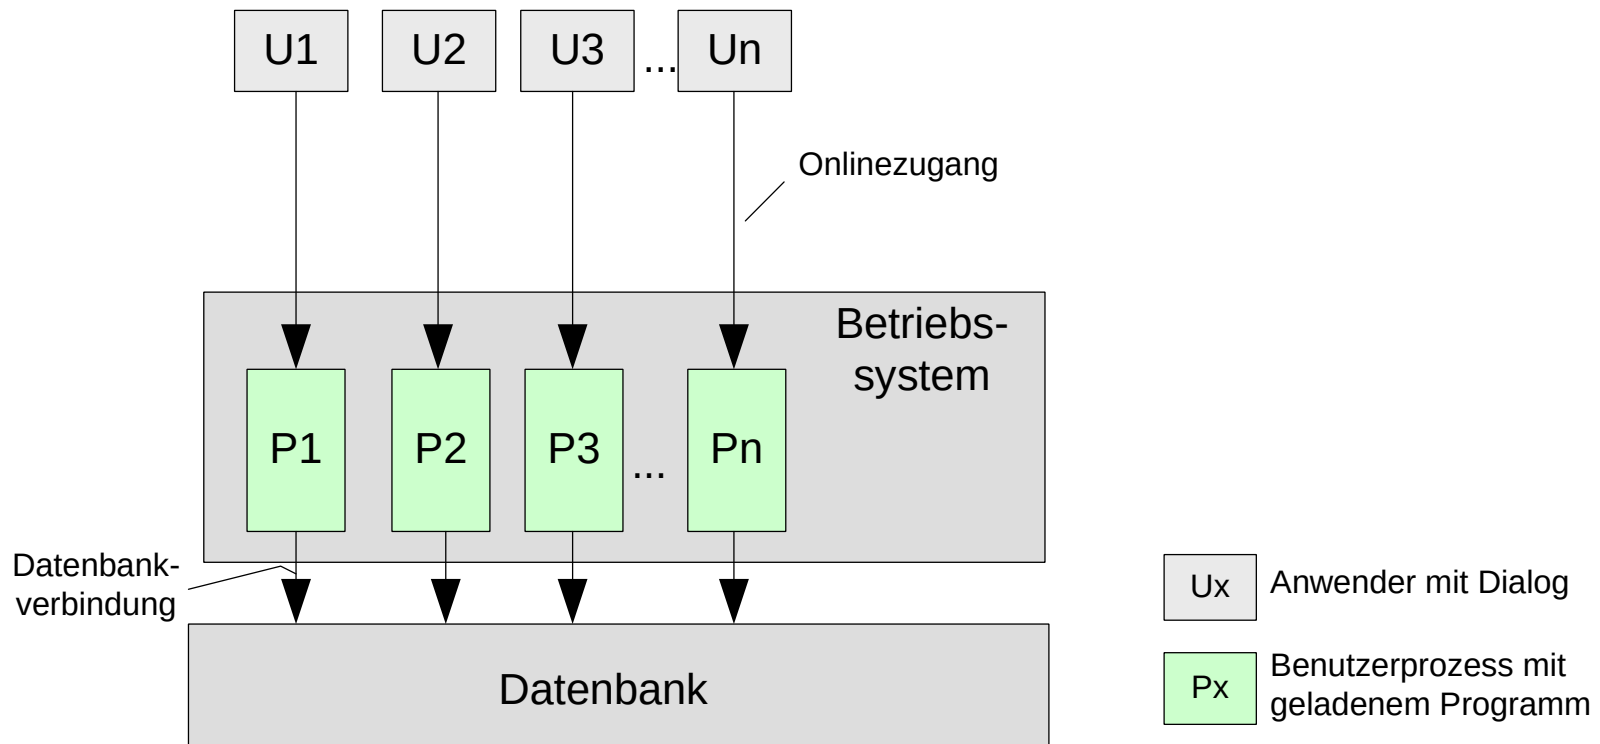 U1 U2 U3 ... Un
Onlinezugang
Betriebs-
system
P1 P2 P3 ... Pn
Datenbank-
verbindung
Datenbank
Ux Anwender mit Dialog
Px Benutzerprozess mit
geladenem Programm